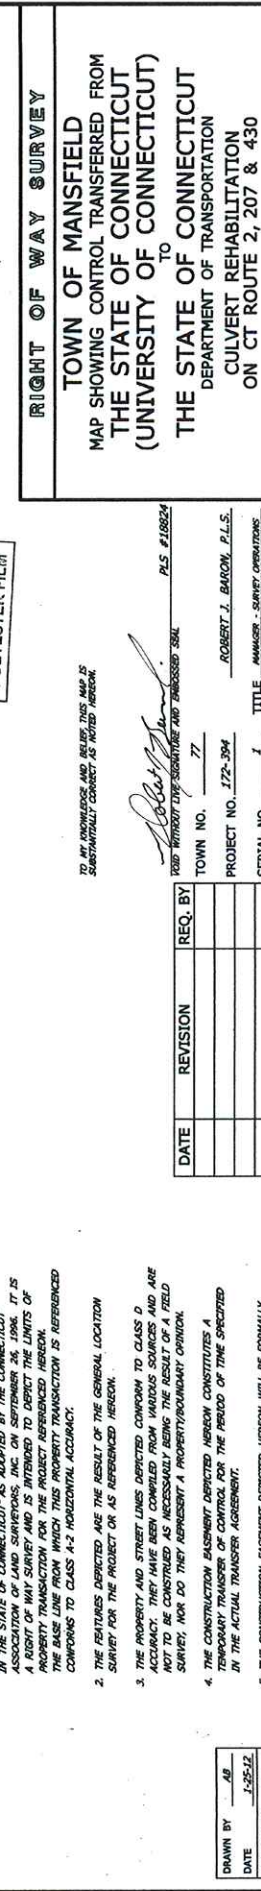 IN THE STATE OF CONNECTICUT" AS ADOPTED BY THE CONNECTICUT
ASSOCIATION OF LAND SURVEYORS, INC. ON SEPTEMBER 26, 1996. IT IS
A RIGHT OF WAY SURVEY AND IS INTENDED TO DEPICT THE LIMITS OF
PROPERTY TRANSACTION FOR THE PROJECT REFERENCED HEREON.
THE BASE LINE FROM WHICH THIS PROPERTY TRANSACTION IS REFERENCED
CONFORMS TO CLASS A-2 HORIZONTAL ACCURACY.
2. THE FEATURES DEPICTED ARE THE RESULT OF THE GENERAL LOCATION
SURVEY FOR THE PROJECT OR AS REFERENCED HEREON.
3. THE PROPERTY AND STREET LINES DEPICTED CONFORM TO CLASS D
ACCURACY. THEY HAVE BEEN COMPILED FROM VARIOUS SOURCES AND ARE
NOT TO BE CONSTRUED AS NECESSARILY BEING THE RESULT OF A FIELD
SURVEY, NOR DO THEY REPRESENT A PROPERTY/BOUNDARY OPINION.
4. THE CONSTRUCTION EASEMENT DEPICTED HEREON CONSTITUTES A
TEMPORARY TRANSFER OF CONTROL FOR THE PERIOD OF TIME SPECIFIED
IN THE ACTUAL TRANSFER AGREEMENT.
DRAWN BY AB
DATE 1-25-12
TO MY KNOWLEDGE AND BELIEF, THIS MAP IS
SUBSTANTIALLY CORRECT AS NOTED HEREON.
PLS #18824
VOID WITHOUT LIVE SIGNATURE AND EMBOSSED SEAL
DATE REVISION REQ. BY
TOWN NO. 77
PROJECT NO. 172-394 ROBERT J. BARON, P.L.S.
SERIAL NO. 1 TITLE MANAGER - SURVEY OPERATIONS
RIGHT OF WAY SURVEY
TOWN OF MANSFIELD
MAP SHOWING CONTROL TRANSFERRED FROM
THE STATE OF CONNECTICUT
(UNIVERSITY OF CONNECTICUT)
TO
THE STATE OF CONNECTICUT
DEPARTMENT OF TRANSPORTATION
CULVERT REHABILITATION
ON CT ROUTE 2, 207 & 430